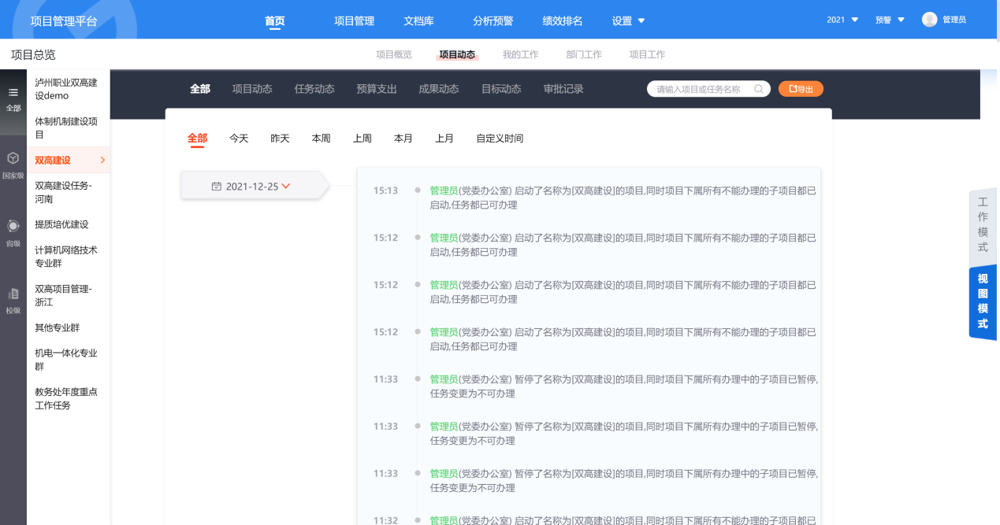 项目管理平台
首页 项目管理 文档库 分析预警 绩效排名 设置
2021 预警 管理员
项目总览
项目概览 项目动态 我的工作 部门工作 项目工作
全部
国家级
省级
校级
泸州职业双高建
设demo
体制机制建设项
目
双高建设
双高建设任务-
河南
提质培优建设
计算机网络技术
专业群
双高项目管理-
浙江
其他专业群
机电一体化专业
群
教务处年度重点
工作任务
全部 项目动态 任务动态 预算支出 成果动态 目标动态 审批记录
请输入项目或任务名称
导出
全部 今天 昨天 本周 上周 本月 上月 自定义时间
2021-12-25
15:13 管理员(党委办公室) 启动了名称为[双高建设]的项目,同时项目下属所有不能办理的子项目都已
启动,任务都已可办理
15:12 管理员(党委办公室) 启动了名称为[双高建设]的项目,同时项目下属所有不能办理的子项目都已
启动,任务都已可办理
15:12 管理员(党委办公室) 启动了名称为[双高建设]的项目,同时项目下属所有不能办理的子项目都已
启动,任务都已可办理
15:12 管理员(党委办公室) 启动了名称为[双高建设]的项目,同时项目下属所有不能办理的子项目都已
启动,任务都已可办理
11:33 管理员(党委办公室) 暂停了名称为[双高建设]的项目,同时项目下属所有办理中的子项目已暂停,
任务变更为不可办理
11:33 管理员(党委办公室) 暂停了名称为[双高建设]的项目,同时项目下属所有办理中的子项目已暂停,
任务变更为不可办理
11:33 管理员(党委办公室) 暂停了名称为[双高建设]的项目,同时项目下属所有办理中的子项目已暂停,
任务变更为不可办理
11:32 管理员(党委办公室) 启动了名称为[双高建设]的项目,同时项目下属所有不能办理的子项目都已
工作模式
视图模式